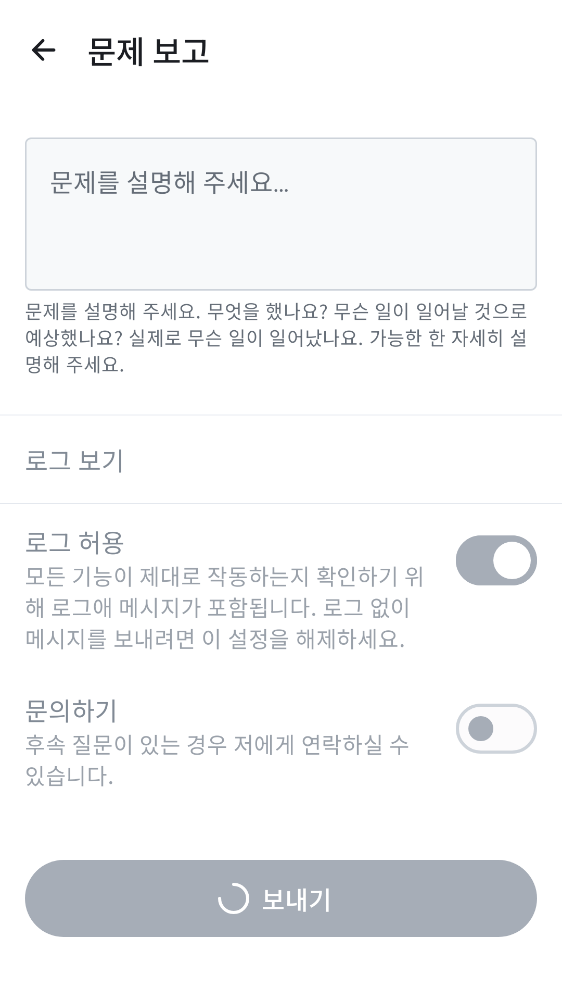 문제 보고
문제를 설명해 주세요...
문제를 설명해 주세요. 무엇을 했나요? 무슨 일이 일어날 것으로
예상했나요? 실제로 무슨 일이 일어났나요. 가능한 한 자세히 설
명해 주세요.
로그 보기
로그 허용
모든 기능이 제대로 작동하는지 확인하기 위
해 로그에 메시지가 포함됩니다. 로그 없이
메시지를 보내려면 이 설정을 해제하세요.
문의하기
후속 질문이 있는 경우 저에게 연락하실 수
있습니다.
보내기